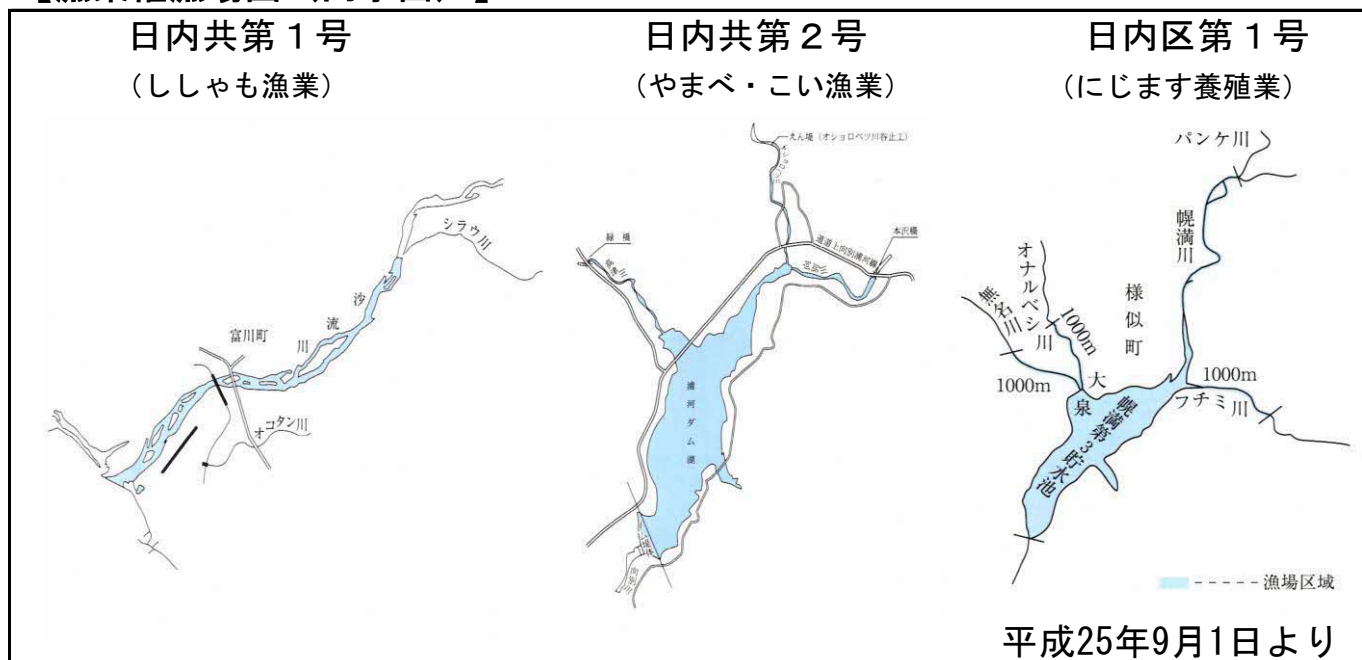 日内共第１号
（ししゃも漁業）
シラウ川
汐
流
川
富川町
オコタン川
日内共第２号
（やまべ・こい漁業）
えん堤（オショロベツ川谷止工）
緑橋
本沢橋
道道上向別浦河線
浦河ダム湖
向別川
日内区第１号
（にじます養殖業）
パンケ川
幌満川
オナルベシ川
無名川
様似町
1000m
1000m
1000m
大泉
フチミ川
幌満第3貯水池
漁場区域
平成25年9月1日より